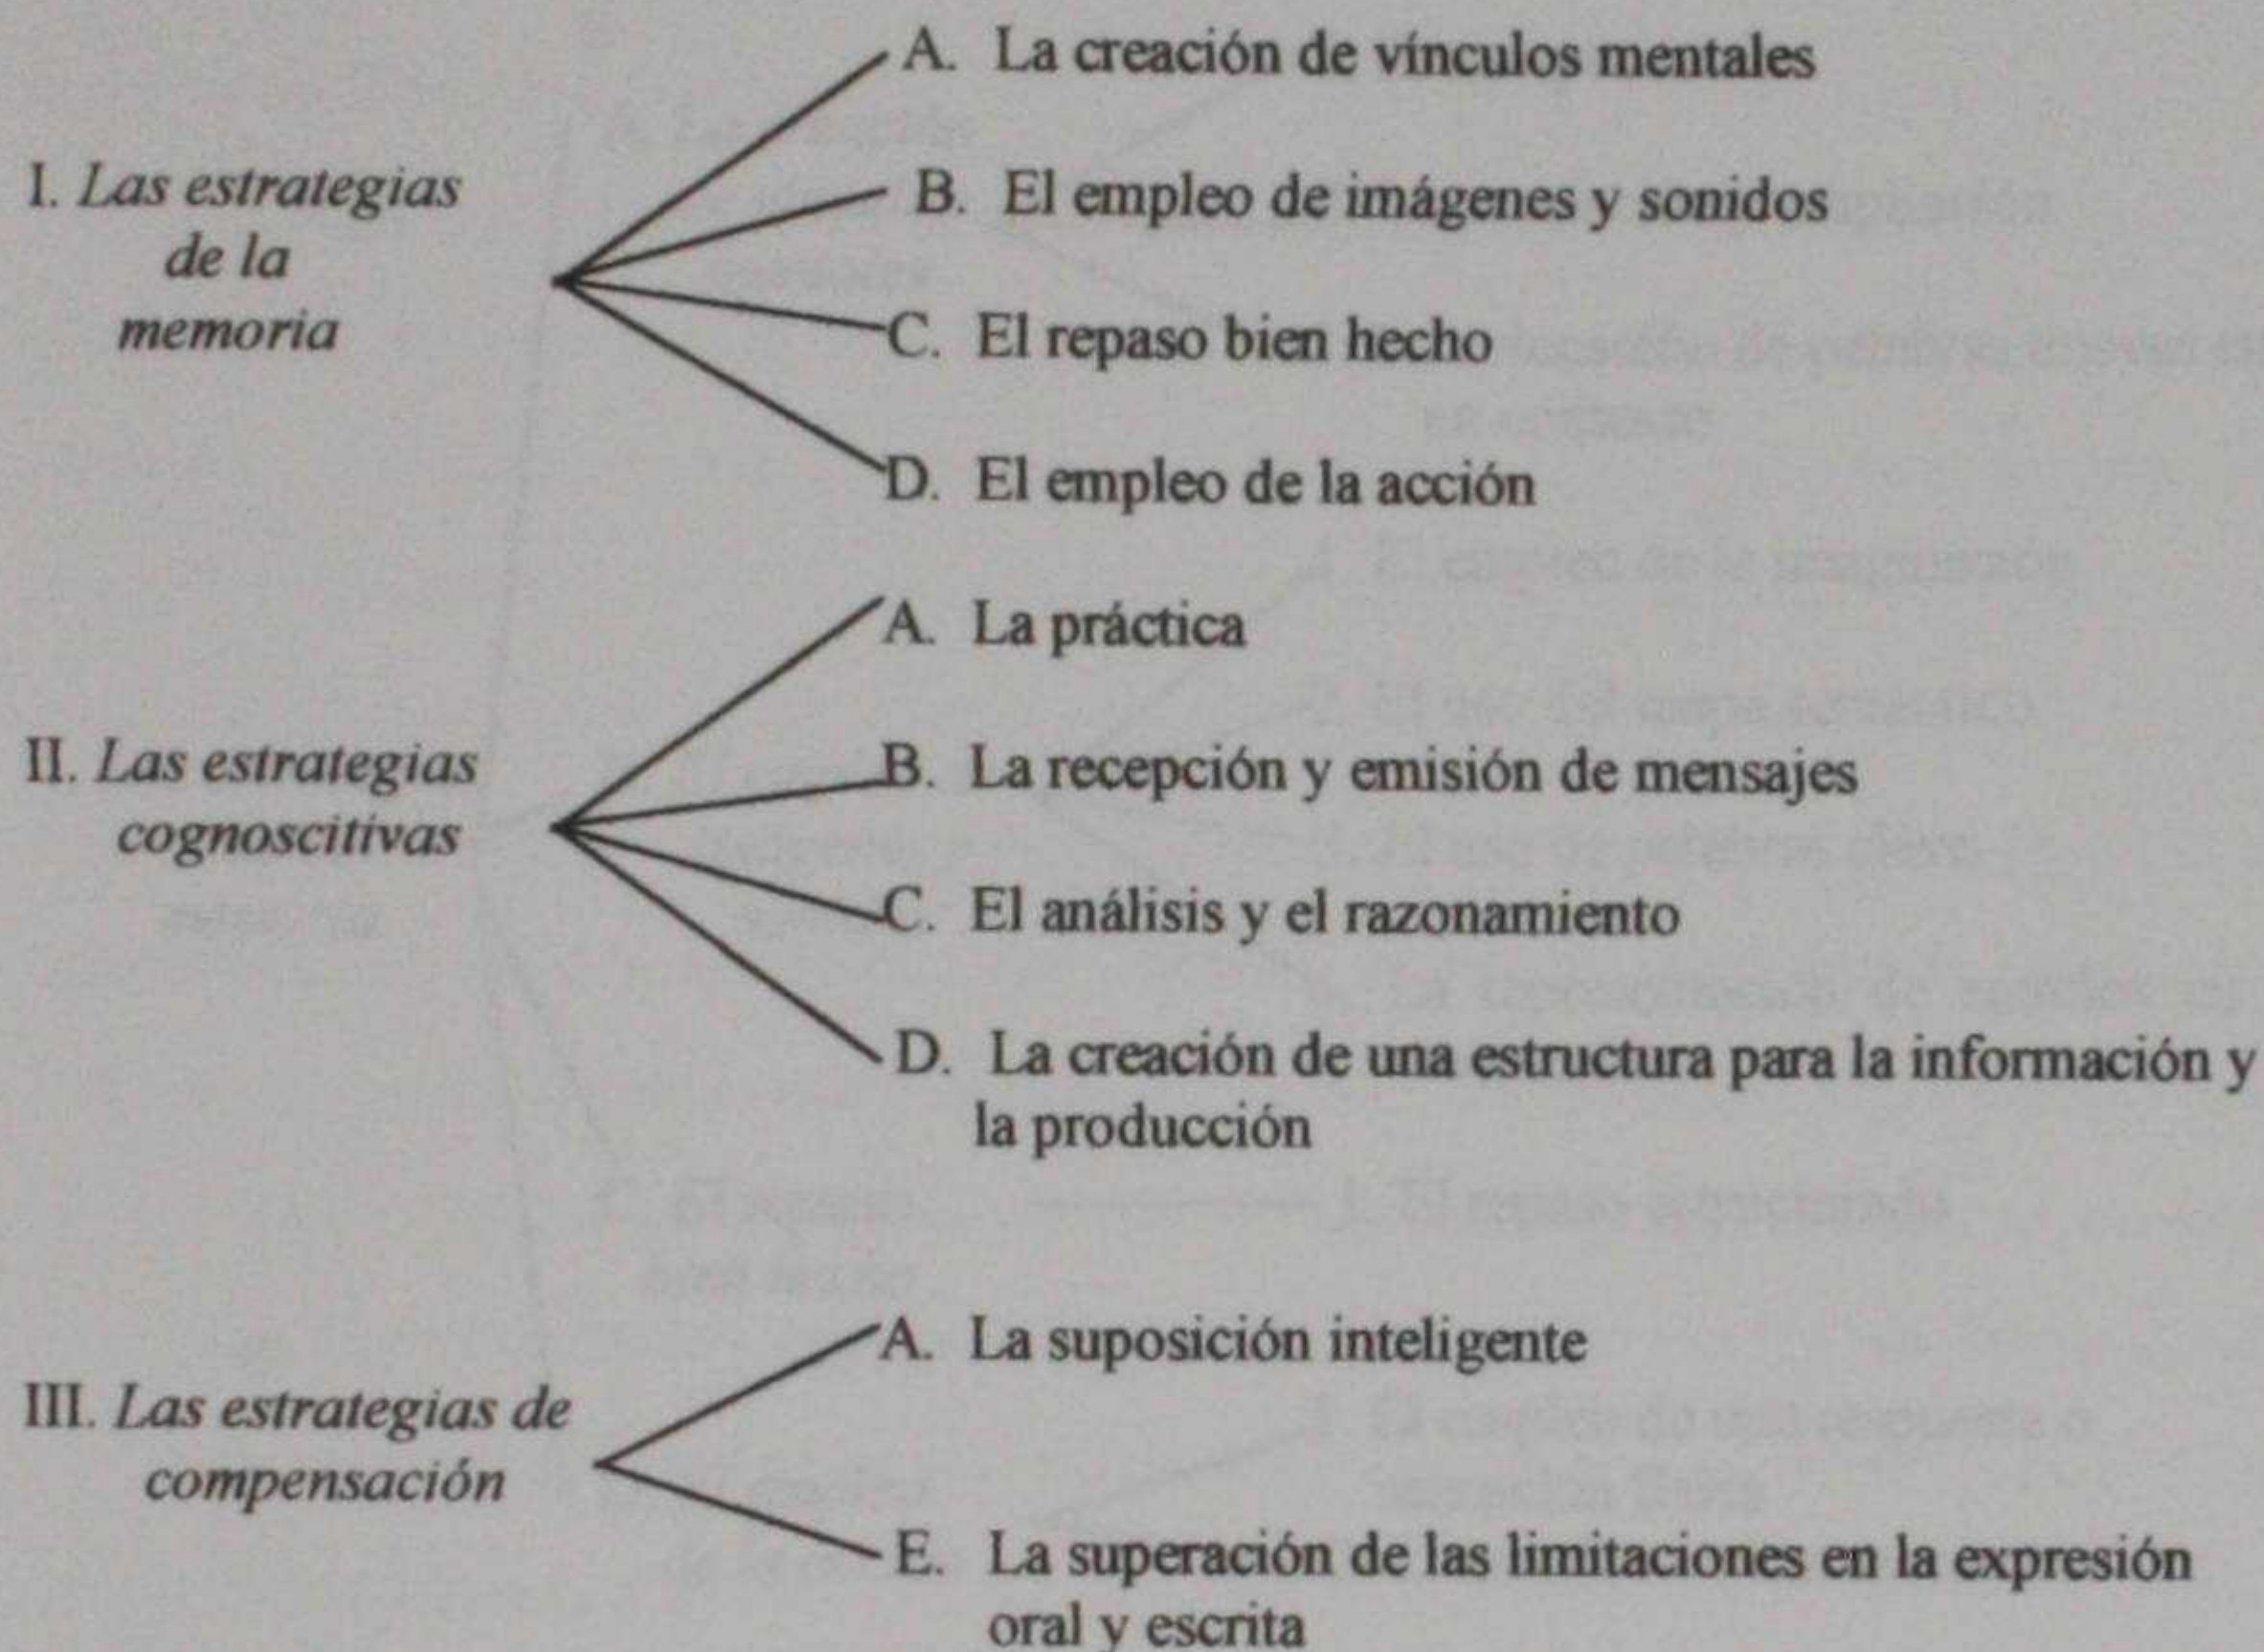 A. La creación de vínculos mentales
I. Las estrategias
de la
memoria
B. El empleo de imágenes y sonidos
C. El repaso bien hecho
D. El empleo de la acción
A. La práctica
II. Las estrategias
cognoscitivas
B. La recepción y emisión de mensajes
C. El análisis y el razonamiento
D. La creación de una estructura para la información y
la producción
A. La suposición inteligente
III. Las estrategias de
compensación
E. La superación de las limitaciones en la expresión
oral y escrita